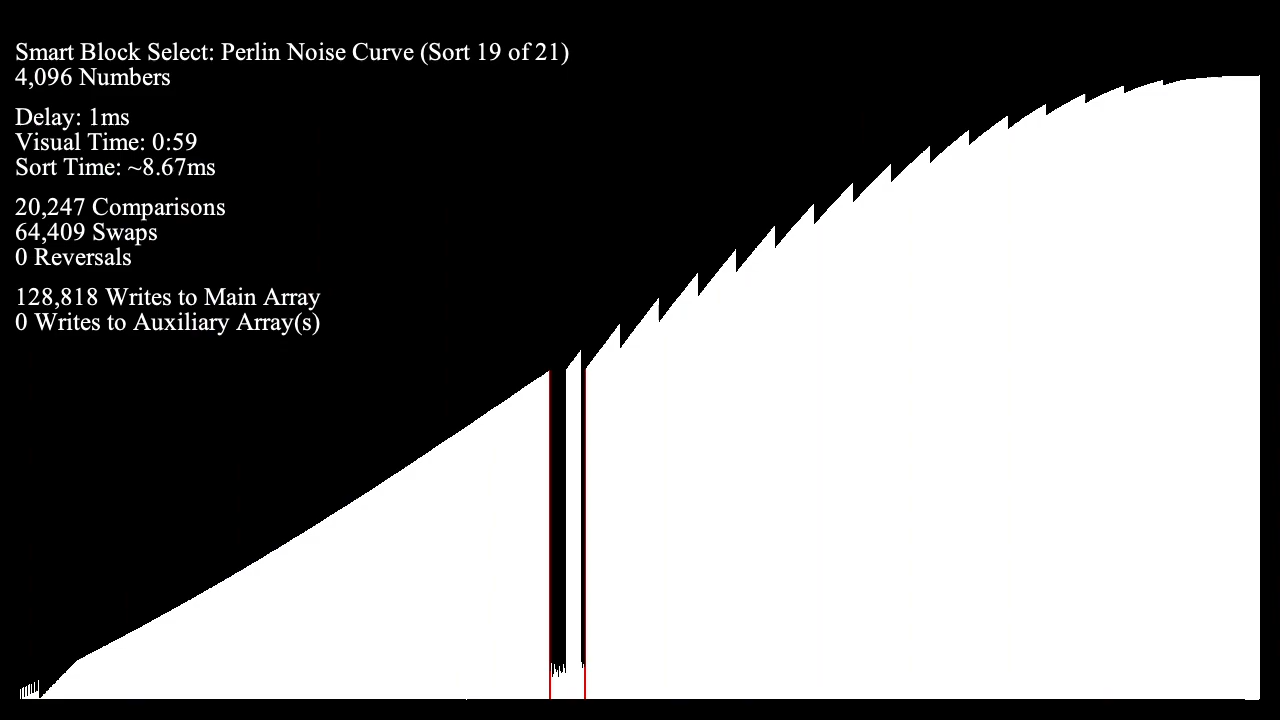 Smart Block Select: Perlin Noise Curve (Sort 19 of 21)
4,096 Numbers
Delay: 1ms
Visual Time: 0:59
Sort Time: ~8.67ms
20,247 Comparisons
64,409 Swaps
0 Reversals
128,818 Writes to Main Array
0 Writes to Auxiliary Array(s)